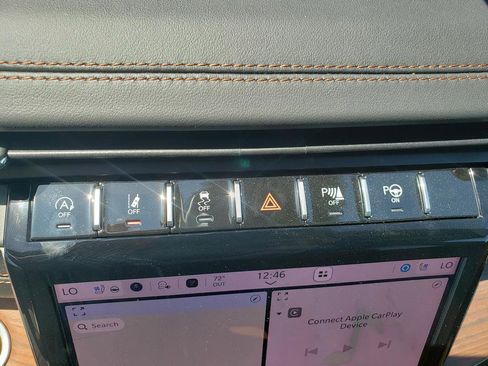 A OFF OFF OFF P OFF P ON
LO 72° OUT 12:46 LO
Search
Connect Apple CarPlay
Device